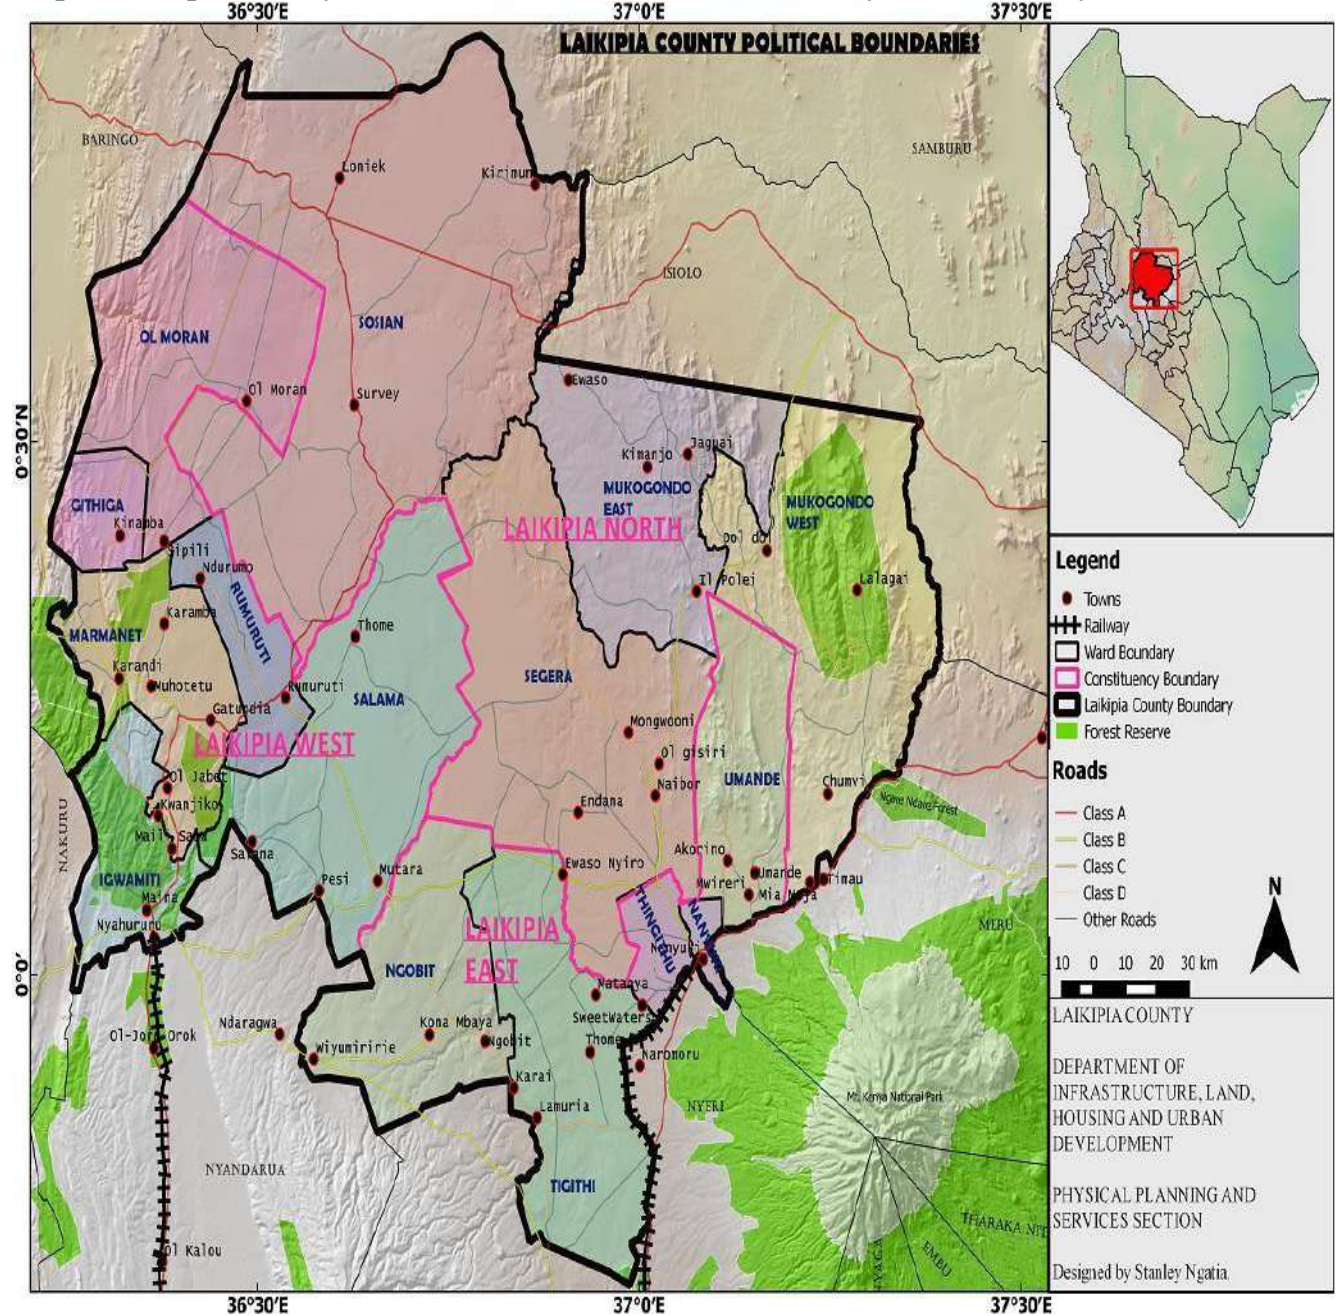 36°30'E
37°0'E
37°30'E
LAIKIPIA COUNTY POLITICAL BOUNDARIES
BARINGO
SAMBURU
Loniek
Kirimun
ISIOLO
OL MORAN
SOSIAN
Ewaso
Ol Moran
Survey
0°30'N
Jaguai
Kimanjo
MUKOGONDO
EAST
MUKOGONDO
WEST
GITHIGA
LAIKIPIA NORTH
Kinamba
Sipili
Dol dol
Ndurumo
Il Polei
Lalagai
RUMURUTI
Karamba
MARMANET
Thome
Karandi
Muhotetu
SEGERA
Rumuruti
SALAMA
Gatundia
Mongwooni
LAIKIPIA WEST
Ol gisiri
Ol Jabet
UMANDE
Chumvi
Naibor
Kwanjiko
Endana
Ngare Ndare Forest
NAKURU
Salama
Akorino
Ewaso Nyiro
Mutara
Umande
Timau
IGWAMITI
Pesi
Mwireri
Mia Moja
Maina
THINGITHU
NANYUKI
Nyahururu
LAIKIPIA
EAST
MERU
Nanyuki
NGOBIT
0°0'
Matanya
SweetWaters
Ndaragwa
Kona Mbaya
Ol-Joro Orok
Ngobit
Thome
Wiyumiririe
Naromoru
Karai
Mt. Kenya National Park
Lamuria
NYERI
NYANDARUA
TIGITHI
THARAKA NIT
Ol Kalou
EMBU
NYAGA
36°30'E
37°0'E
37°30'E
Legend
Towns
Railway
Ward Boundary
Constituency Boundary
Laikipia County Boundary
Forest Reserve
Roads
Class A
Class B
Class C
Class D
Other Roads
N
10 0 10 20 30 km
LAIKIPIA COUNTY
DEPARTMENT OF
INFRASTRUCTURE, LAND,
HOUSING AND URBAN
DEVELOPMENT
PHYSICAL PLANNING AND
SERVICES SECTION
Designed by Stanley Ngatia.